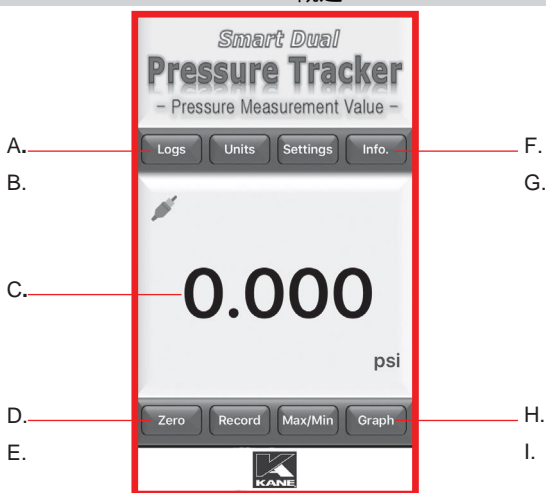 Smart Dual
Pressure Tracker
– Pressure Measurement Value –
A.
Logs Units Settings Info.
F.
B.
G.
C.
0.000
psi
D.
Zero Record Max/Min Graph
H.
E.
I.
KANE